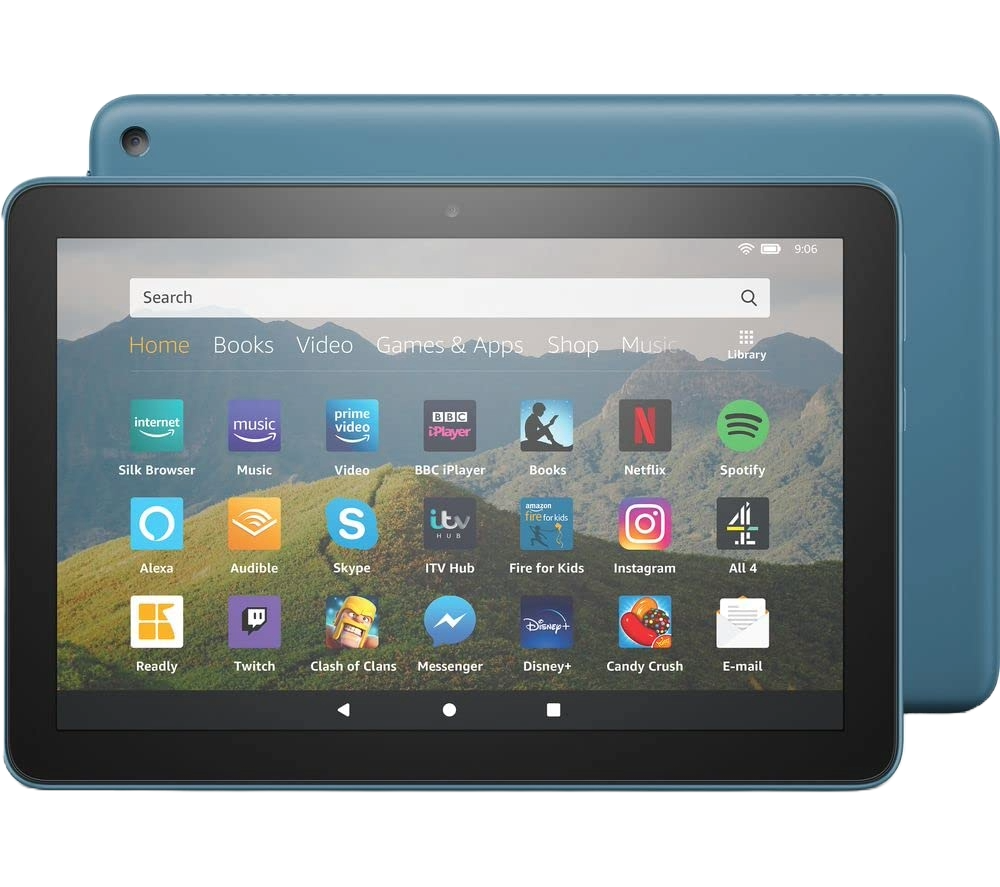 9:06
Search
Home Books Video Games & Apps Shop Music
Library
internet music prime video BBC iPlayer N
Silk Browser Music Video BBC iPlayer Books Netflix Spotify
S itv HUB amazon fire for kids 4
Alexa Audible Skype ITV Hub Fire for Kids Instagram All 4
Disney+
Readly Twitch Clash of Clans Messenger Disney+ Candy Crush E-mail